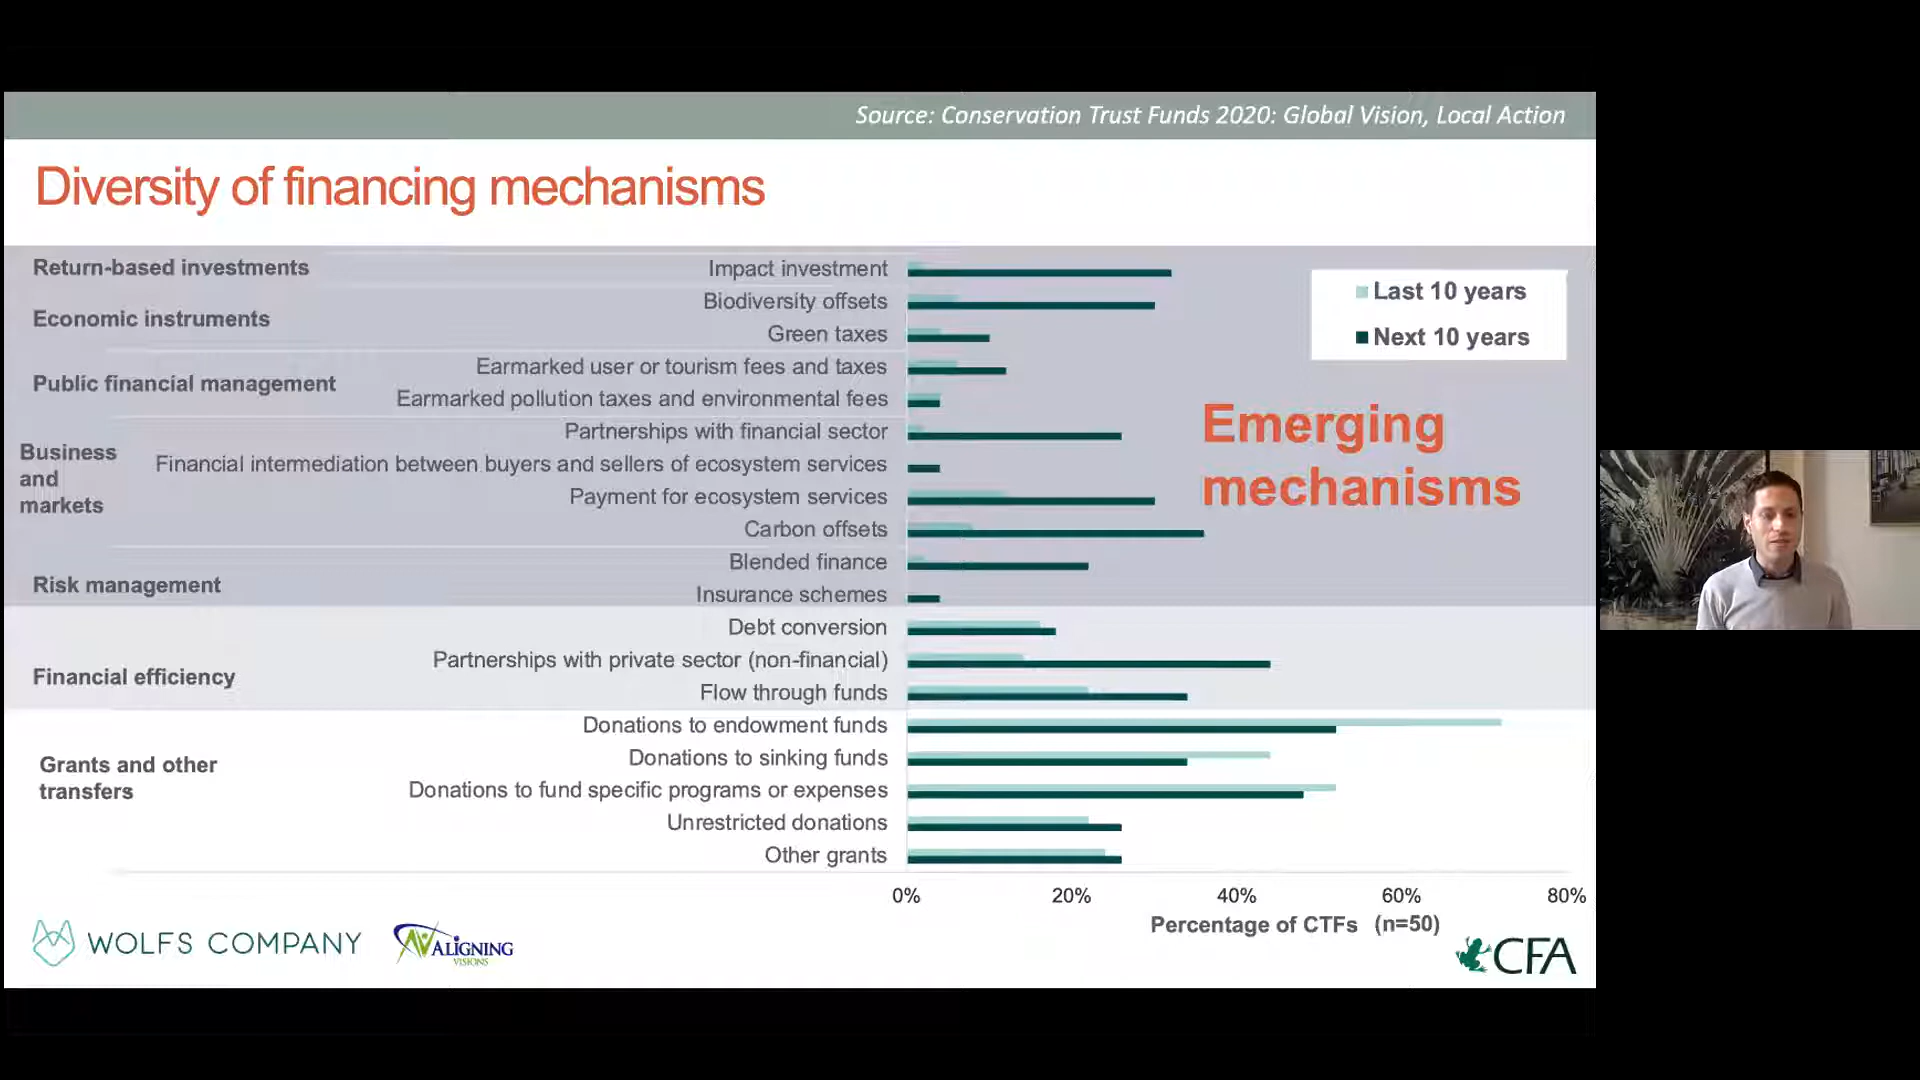 Source: Conservation Trust Funds 2020: Global Vision, Local Action
Diversity of financing mechanisms
Return-based investments
Impact investment
Biodiversity offsets
Economic instruments
Green taxes
Earmarked user or tourism fees and taxes
Public financial management
Earmarked pollution taxes and environmental fees
Partnerships with financial sector
Business
and
markets
Financial intermediation between buyers and sellers of ecosystem services
Payment for ecosystem services
Carbon offsets
Blended finance
Risk management
Insurance schemes
Debt conversion
Partnerships with private sector (non-financial)
Financial efficiency
Flow through funds
Donations to endowment funds
Grants and other
transfers
Donations to sinking funds
Donations to fund specific programs or expenses
Unrestricted donations
Other grants
Last 10 years
Next 10 years
Emerging
mechanisms
0% 20% 40% 60% 80%
Percentage of CTFs (n=50)
WOLFS COMPANY
ALIGNING
VISIONS
CFA